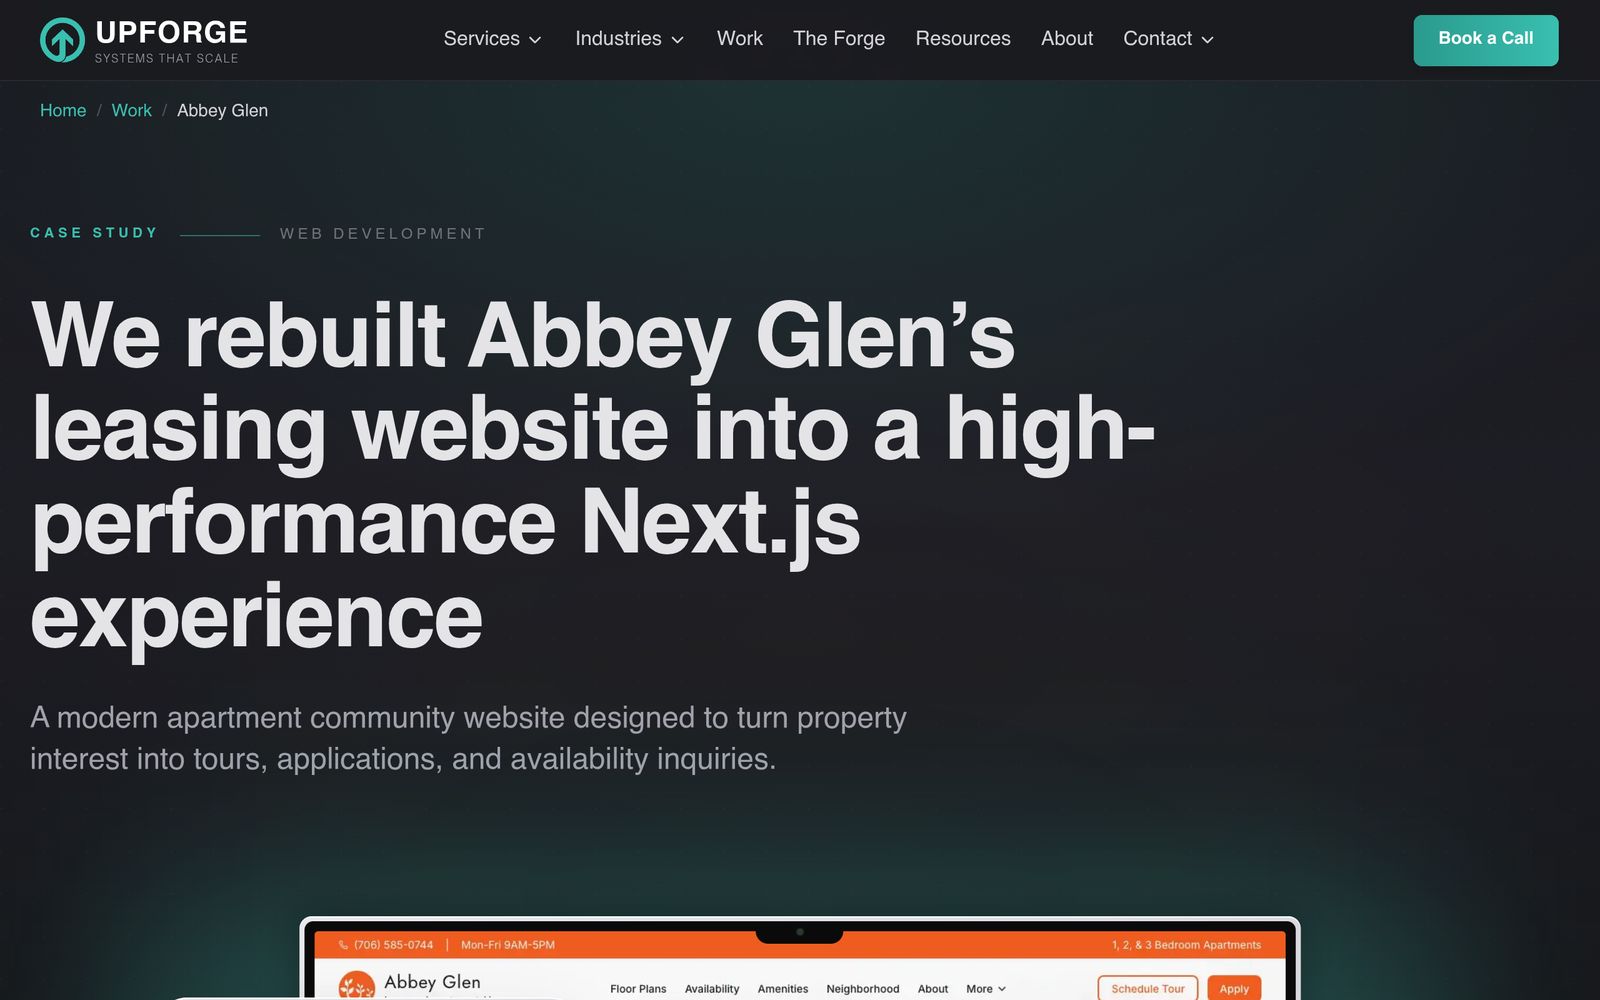 UPFORGE
SYSTEMS THAT SCALE
Services
Industries
Work
The Forge
Resources
About
Contact
Book a Call
Home / Work / Abbey Glen
CASE STUDY
WEB DEVELOPMENT
We rebuilt Abbey Glen’s
leasing website into a high-
performance Next.js
experience
A modern apartment community website designed to turn property
interest into tours, applications, and availability inquiries.
(706) 585-0744 | Mon-Fri 9AM-5PM
1, 2, & 3 Bedroom Apartments
Abbey Glen
Floor Plans
Availability
Amenities
Neighborhood
About
More
Schedule Tour
Apply